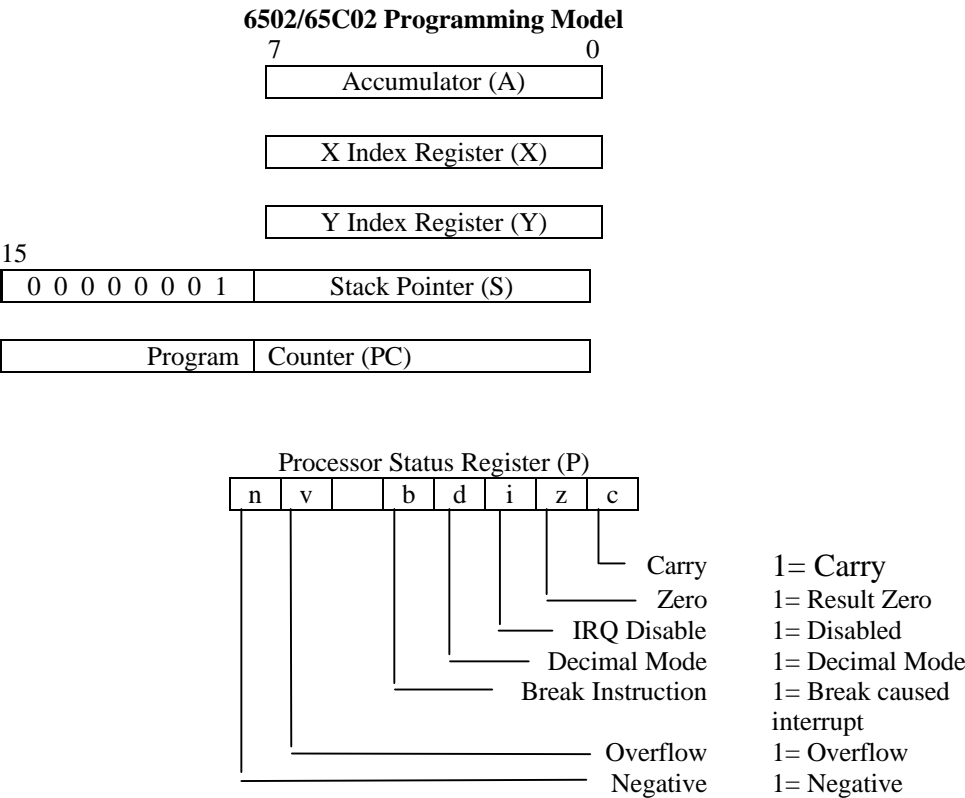 6502/65C02 Programming Model
7 0
Accumulator (A)
X Index Register (X)
Y Index Register (Y)
15
0 0 0 0 0 0 0 1 Stack Pointer (S)
Program Counter (PC)
Processor Status Register (P)
n v b d i z c
Carry 1= Carry
Zero 1= Result Zero
IRQ Disable 1= Disabled
Decimal Mode 1= Decimal Mode
Break Instruction 1= Break caused
interrupt
Overflow 1= Overflow
Negative 1= Negative